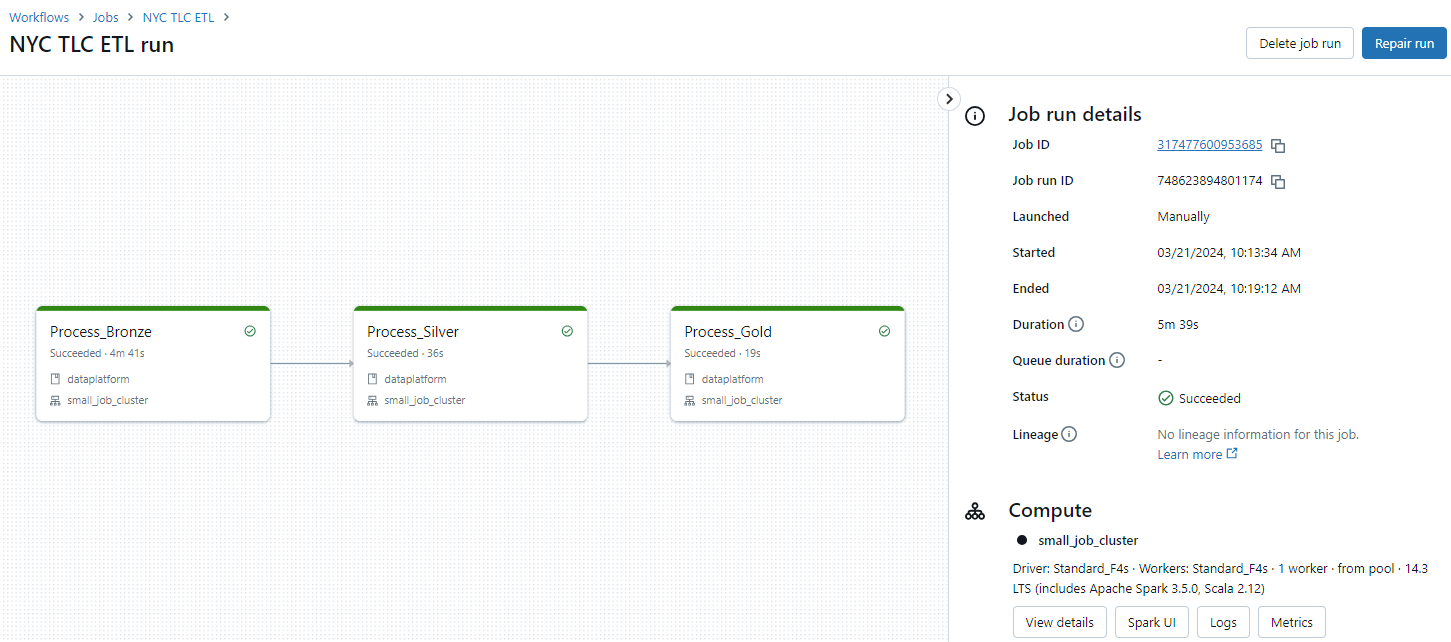 Workflows > Jobs > NYC TLC ETL >
NYC TLC ETL run
Delete job run
Repair run
Process_Bronze
Succeeded · 4m 41s
dataplatform
small_job_cluster
Process_Silver
Succeeded · 36s
dataplatform
small_job_cluster
Process_Gold
Succeeded · 19s
dataplatform
small_job_cluster
Job run details
Job ID 317477600953685
Job run ID 748623894801174
Launched Manually
Started 03/21/2024, 10:13:34 AM
Ended 03/21/2024, 10:19:12 AM
Duration 5m 39s
Queue duration -
Status Succeeded
Lineage No lineage information for this job.
Learn more
Compute
small_job_cluster
Driver: Standard_F4s · Workers: Standard_F4s · 1 worker · from pool · 14.3
LTS (includes Apache Spark 3.5.0, Scala 2.12)
View details Spark UI Logs Metrics